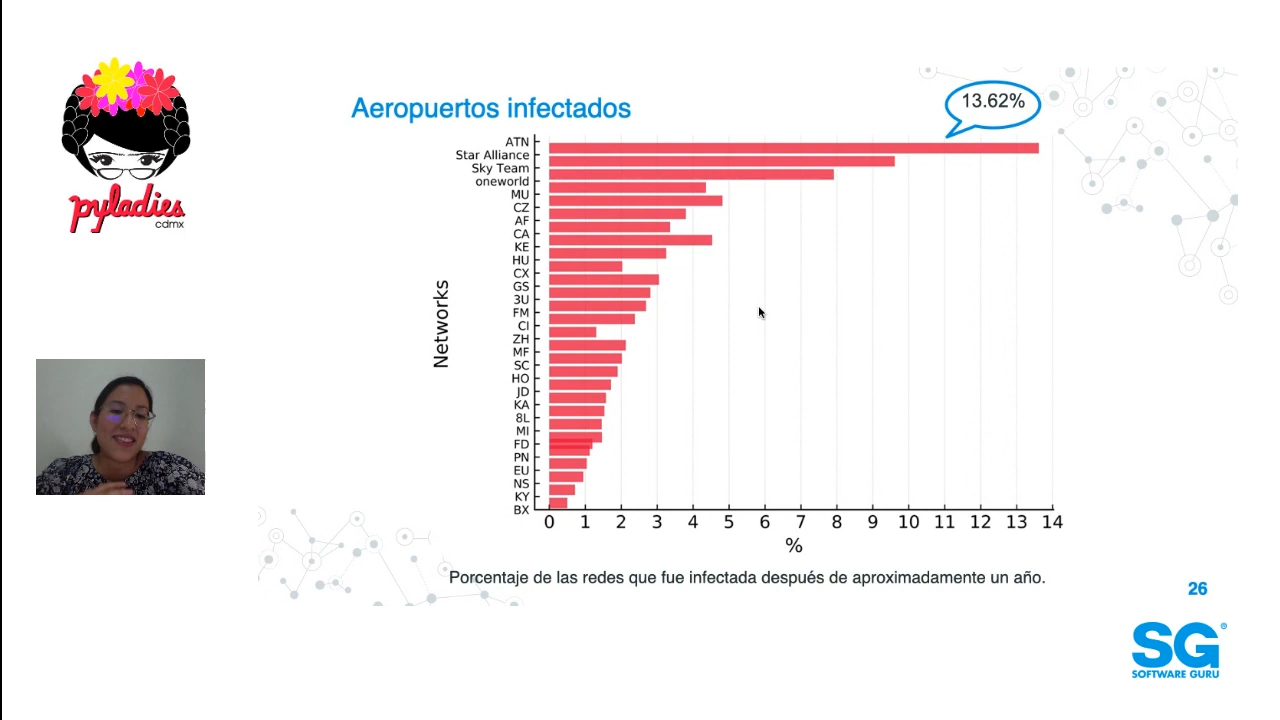 pyladies
cdmx
Aeropuertos infectados
13.62%
ATN
Star Alliance
Sky Team
oneworld
MU
CZ
AF
CA
KE
HU
CX
GS
3U
FM
CI
ZH
MF
SC
HO
JD
KA
8L
MI
FD
PN
EU
NS
KY
BX
Networks
0 1 2 3 4 5 6 7 8 9 10 11 12 13 14
%
Porcentaje de las redes que fue infectada después de aproximadamente un año.
26
SG®
SOFTWARE GURU